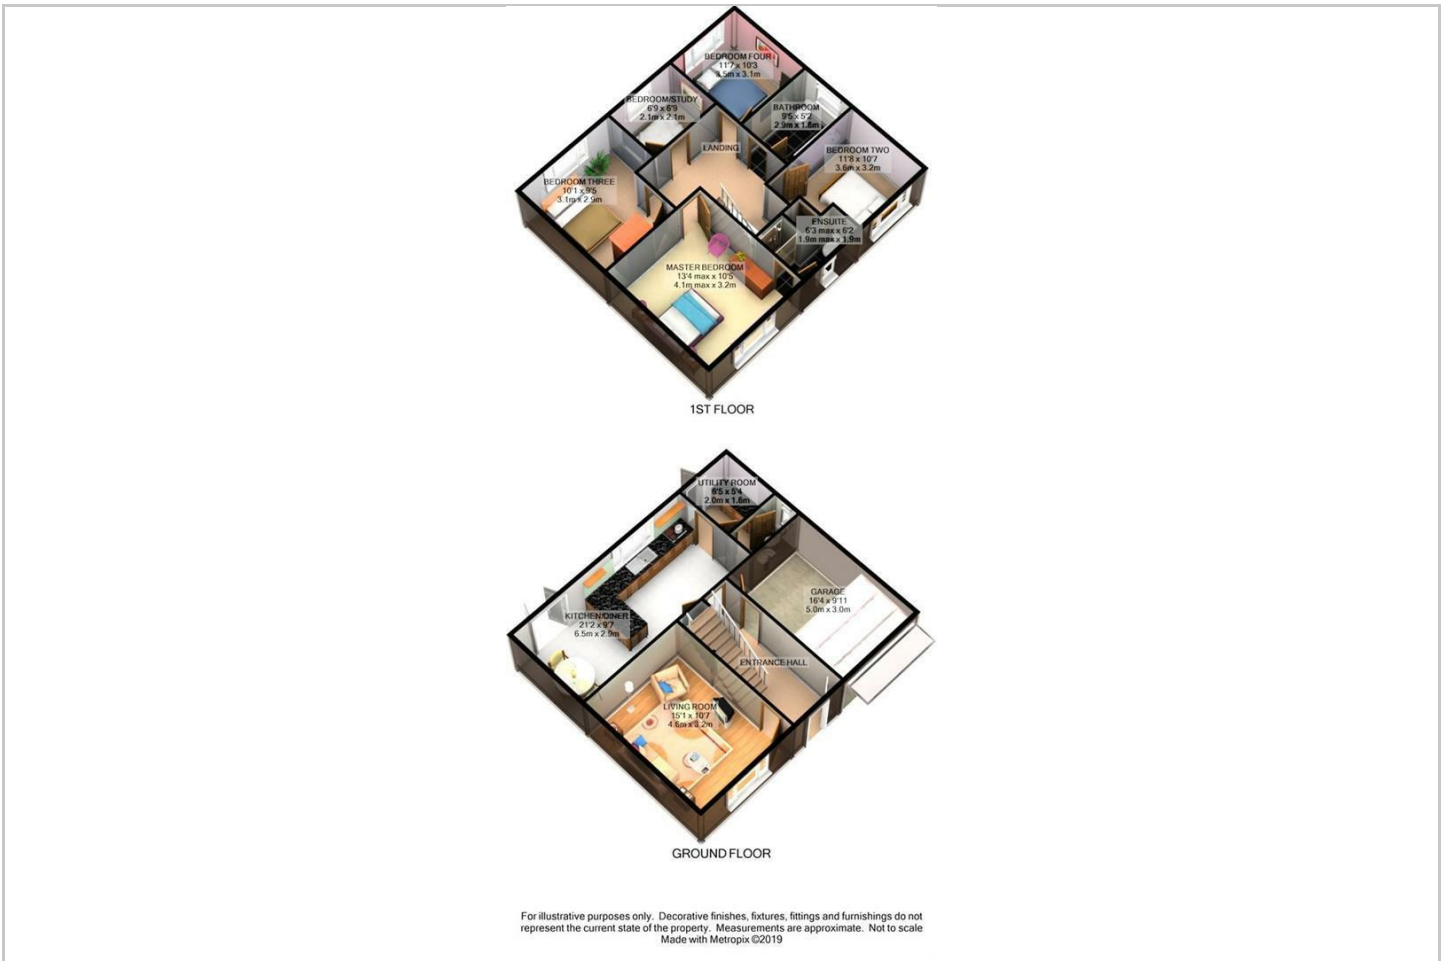 BEDROOM FOUR
11'7 x 10'3
3.5m x 3.1m
BEDROOM/STUDY
6'9 x 6'9
2.1m x 2.1m
BATHROOM
9'5 x 5'2
2.9m x 1.6m
LANDING
BEDROOM TWO
11'8 x 10'7
3.6m x 3.2m
BEDROOM THREE
10'1 x 9'5
3.1m x 2.9m
ENSUITE
6'3 max x 6'2
1.9m max x 1.9m
MASTER BEDROOM
13'4 max x 10'5
4.1m max x 3.2m
1ST FLOOR
UTILITY ROOM
6'5 x 5'4
2.0m x 1.6m
GARAGE
16'4 x 9'11
5.0m x 3.0m
KITCHEN/DINER
21'2 x 9'7
6.5m x 2.9m
ENTRANCE HALL
LIVING ROOM
15'1 x 10'7
4.6m x 3.2m
GROUND FLOOR
For illustrative purposes only. Decorative finishes, fixtures, fittings and furnishings do not
represent the current state of the property. Measurements are approximate. Not to scale
Made with Metropix ©2019